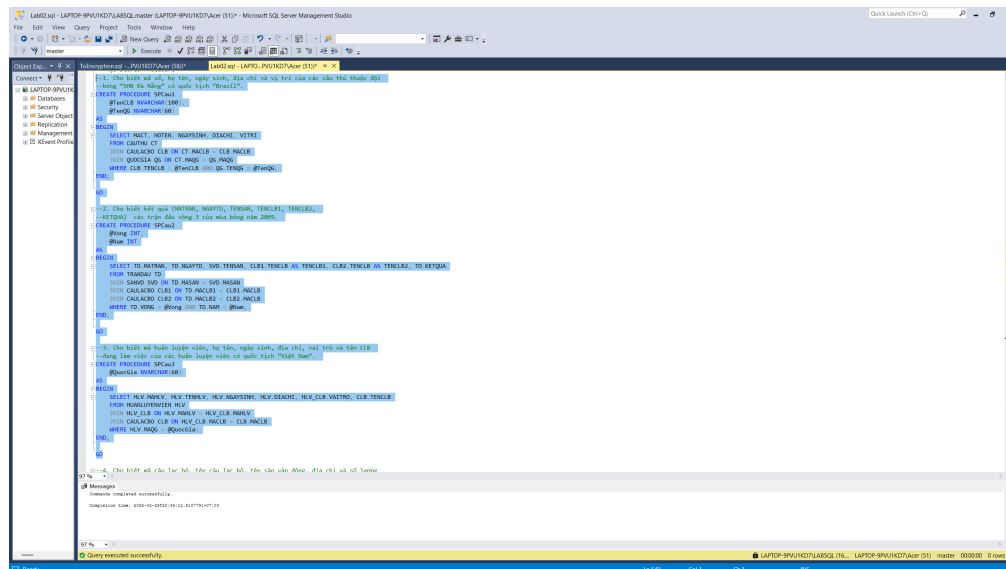 Lab02.sql - LAPTOP-9PVU1KD7\LABSQL.master (LAPTOP-9PVU1KD7\Acer (51))* - Microsoft SQL Server Management Studio
Quick Launch (Ctrl+Q)
File Edit View Query Project Tools Window Help
New Query
master
Execute
Object Exp...
ToEncryption.sql -...PVU1KD7\Acer (58))*
Lab02.sql - LAPTO...PVU1KD7\Acer (51))*
Connect
LAPTOP-9PVU1K
Databases
Security
Server Object
Replication
Management
XEvent Profile
--1. Cho biết mã số, họ tên, ngày sinh, địa chỉ và vị trí của các cầu thủ thuộc đội
--bóng "SHB Đà Nẵng" có quốc tịch "Brazil".
CREATE PROCEDURE SPCau1
@TenCLB NVARCHAR(100),
@TenQG NVARCHAR(60)
AS
BEGIN
SELECT MACT, HOTEN, NGAYSINH, DIACHI, VITRI
FROM CAUTHU CT
JOIN CAULACBO CLB ON CT.MACLB = CLB.MACLB
JOIN QUOCGIA QG ON CT.MAQG = QG.MAQG
WHERE CLB.TENCLB = @TenCLB AND QG.TENQG = @TenQG;
END;
GO
--2. Cho biết kết quả (MATRAN, NGAYTD, TENSAN, TENCLB1, TENCLB2,
--KETQUA) các trận đấu vòng 3 của mùa bóng năm 2009.
CREATE PROCEDURE SPCau2
@Vong INT,
@Nam INT
AS
BEGIN
SELECT TD.MATRAN, TD.NGAYTD, SVD.TENSAN, CLB1.TENCLB AS TENCLB1, CLB2.TENCLB AS TENCLB2, TD.KETQUA
FROM TRANDAU TD
JOIN SANVD SVD ON TD.MASAN = SVD.MASAN
JOIN CAULACBO CLB1 ON TD.MACLB1 = CLB1.MACLB
JOIN CAULACBO CLB2 ON TD.MACLB2 = CLB2.MACLB
WHERE TD.VONG = @Vong AND TD.NAM = @Nam;
END;
GO
--3. Cho biết mã huấn luyện viên, họ tên, ngày sinh, địa chỉ, vai trò và tên CLB
--đang làm việc của các huấn luyện viên có quốc tịch "Việt Nam".
CREATE PROCEDURE SPCau3
@QuocGia NVARCHAR(60)
AS
BEGIN
SELECT HLV.MAHLV, HLV.TENHLV, HLV.NGAYSINH, HLV.DIACHI, HLV_CLB.VAITRO, CLB.TENCLB
FROM HUANLUYENVIEN HLV
JOIN HLV_CLB ON HLV.MAHLV = HLV_CLB.MAHLV
JOIN CAULACBO CLB ON HLV_CLB.MACLB = CLB.MACLB
WHERE HLV.MAQG = @QuocGia;
END;
GO
--4. Cho biết mã câu lạc bộ, tên câu lạc bộ, tên sân vận động, địa chỉ và số lượng
97 %
Messages
Commands completed successfully.
97 %
Query executed successfully.
LAPTOP-9PVU1KD7\LABSQL (16... LAPTOP-9PVU1KD7\Acer (51) master 00:00:00 0 rows
Ready